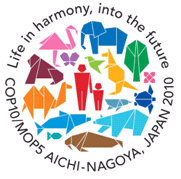 Life in harmony, into the future
COP10/MOP5 AICHI-NAGOYA, JAPAN 2010